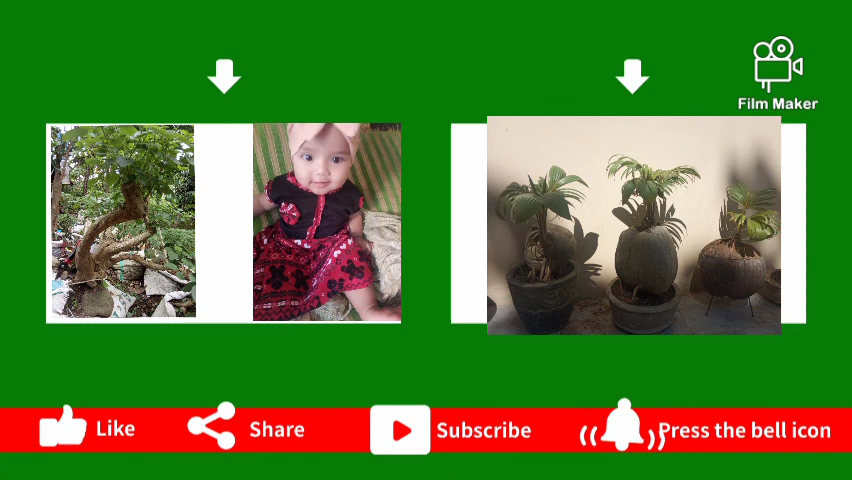 Film Maker
Like
Share
Subscribe
Press the bell icon